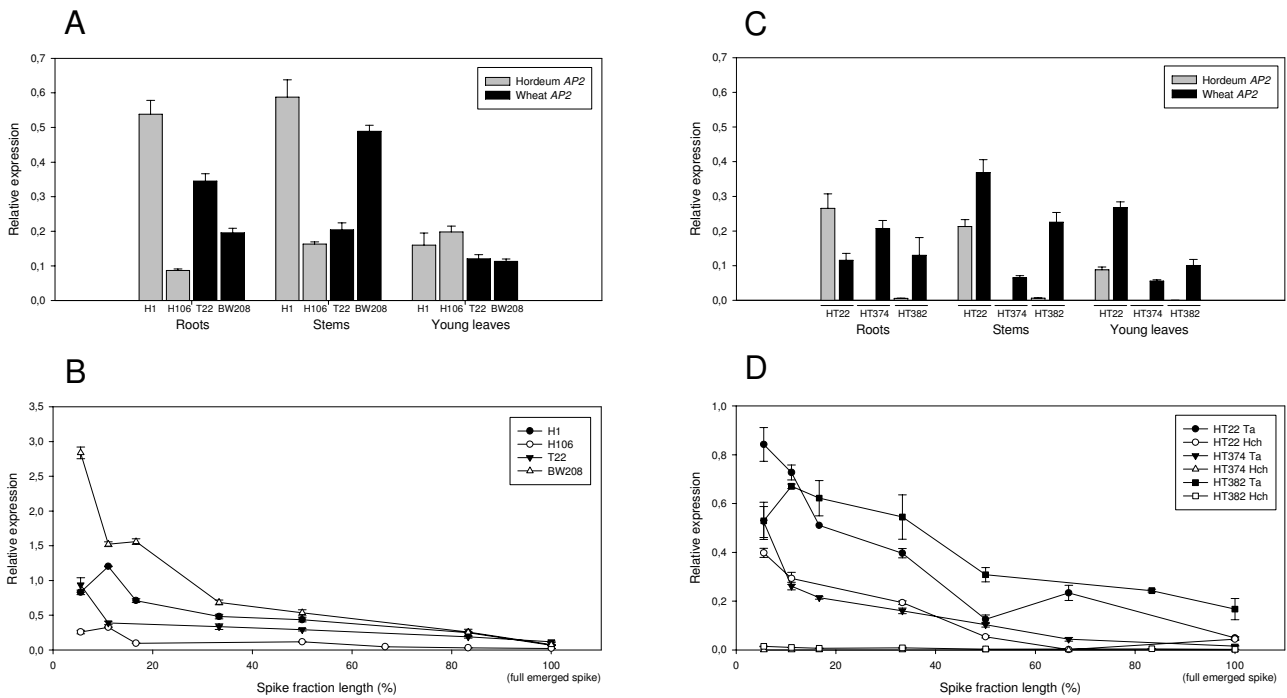 A
0,7
0,6
0,5
0,4
0,3
0,2
0,1
0,0
Relative expression
Hordeum AP2
Wheat AP2
H1 H106 T22 BW208 H1 H106 T22 BW208 H1 H106 T22 BW208
Roots Stems Young leaves
C
0,7
0,6
0,5
0,4
0,3
0,2
0,1
0,0
Relative expression
Hordeum AP2
Wheat AP2
HT22 HT374 HT382 HT22 HT374 HT382 HT22 HT374 HT382
Roots Stems Young leaves
B
3,5
3,0
2,5
2,0
1,5
1,0
0,5
0,0
Relative expression
H1
H106
T22
BW208
0 20 40 60 80 100
(full emerged spike)
Spike fraction length (%)
D
1,0
0,8
0,6
0,4
0,2
0,0
Relative expression
HT22 Ta
HT22 Hch
HT374 Ta
HT374 Hch
HT382 Ta
HT382 Hch
0 20 40 60 80 100
(full emerged spike)
Spike fraction length (%)